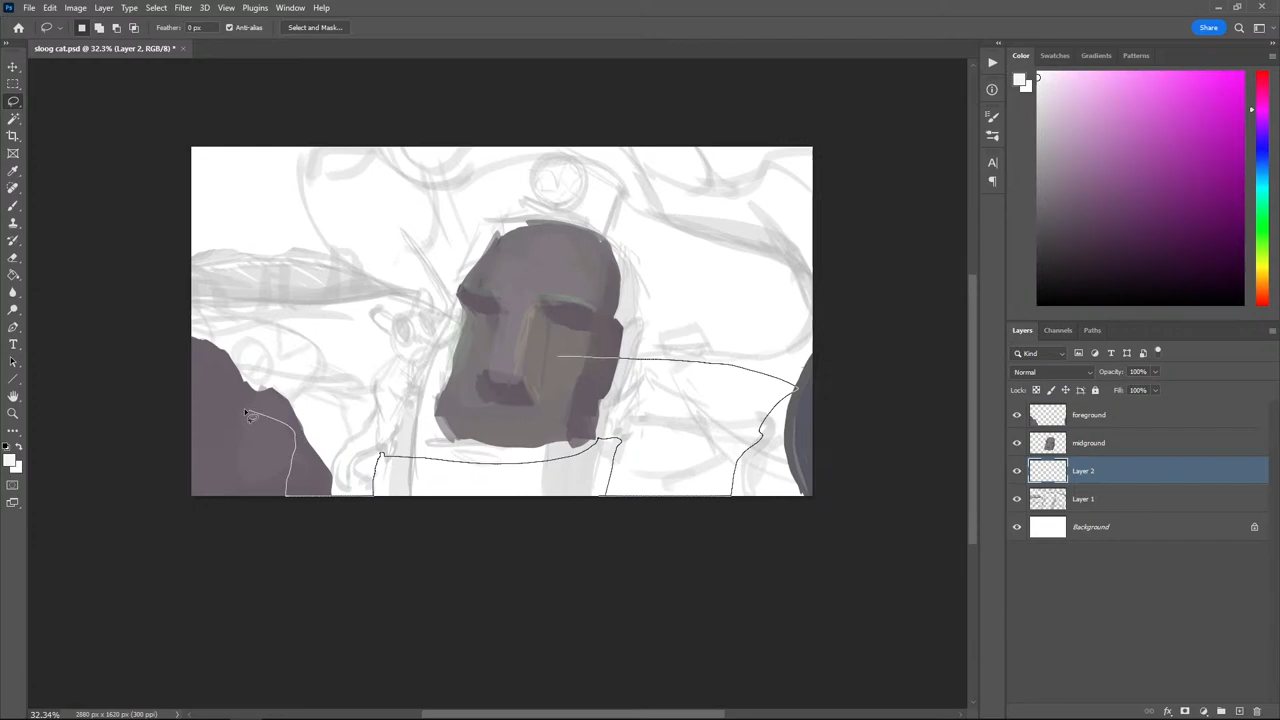 Ps File Edit Image Layer Type Select Filter 3D View Plugins Window Help
Feather: 0 px Anti-alias Select and Mask... Share
sloog cat.psd @ 32.3% (Layer 2, RGB/8) *
Color Swatches Gradients Patterns
Layers Channels Paths
Kind
Normal Opacity: 100%
Lock: Fill: 100%
foreground
midground
Layer 2
Layer 1
Background
32.34% 2880 px x 1620 px (300 ppi)